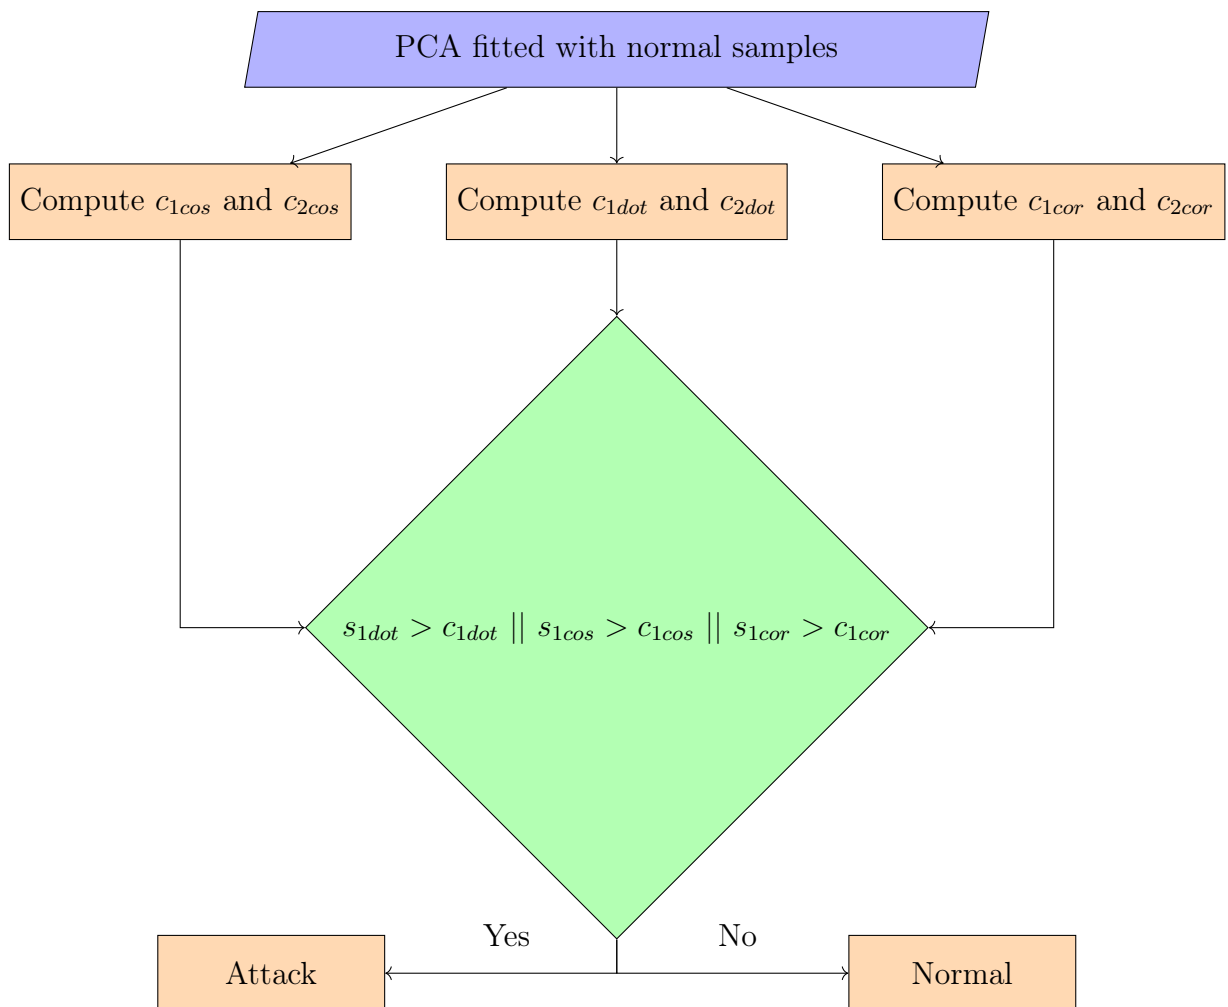 PCA fitted with normal samples
Compute c₁cos and c₂cos
Compute c₁dot and c₂dot
Compute c₁cor and c₂cor
s₁dot > c₁dot || s₁cos > c₁cos || s₁cor > c₁cor
Yes
No
Attack
Normal